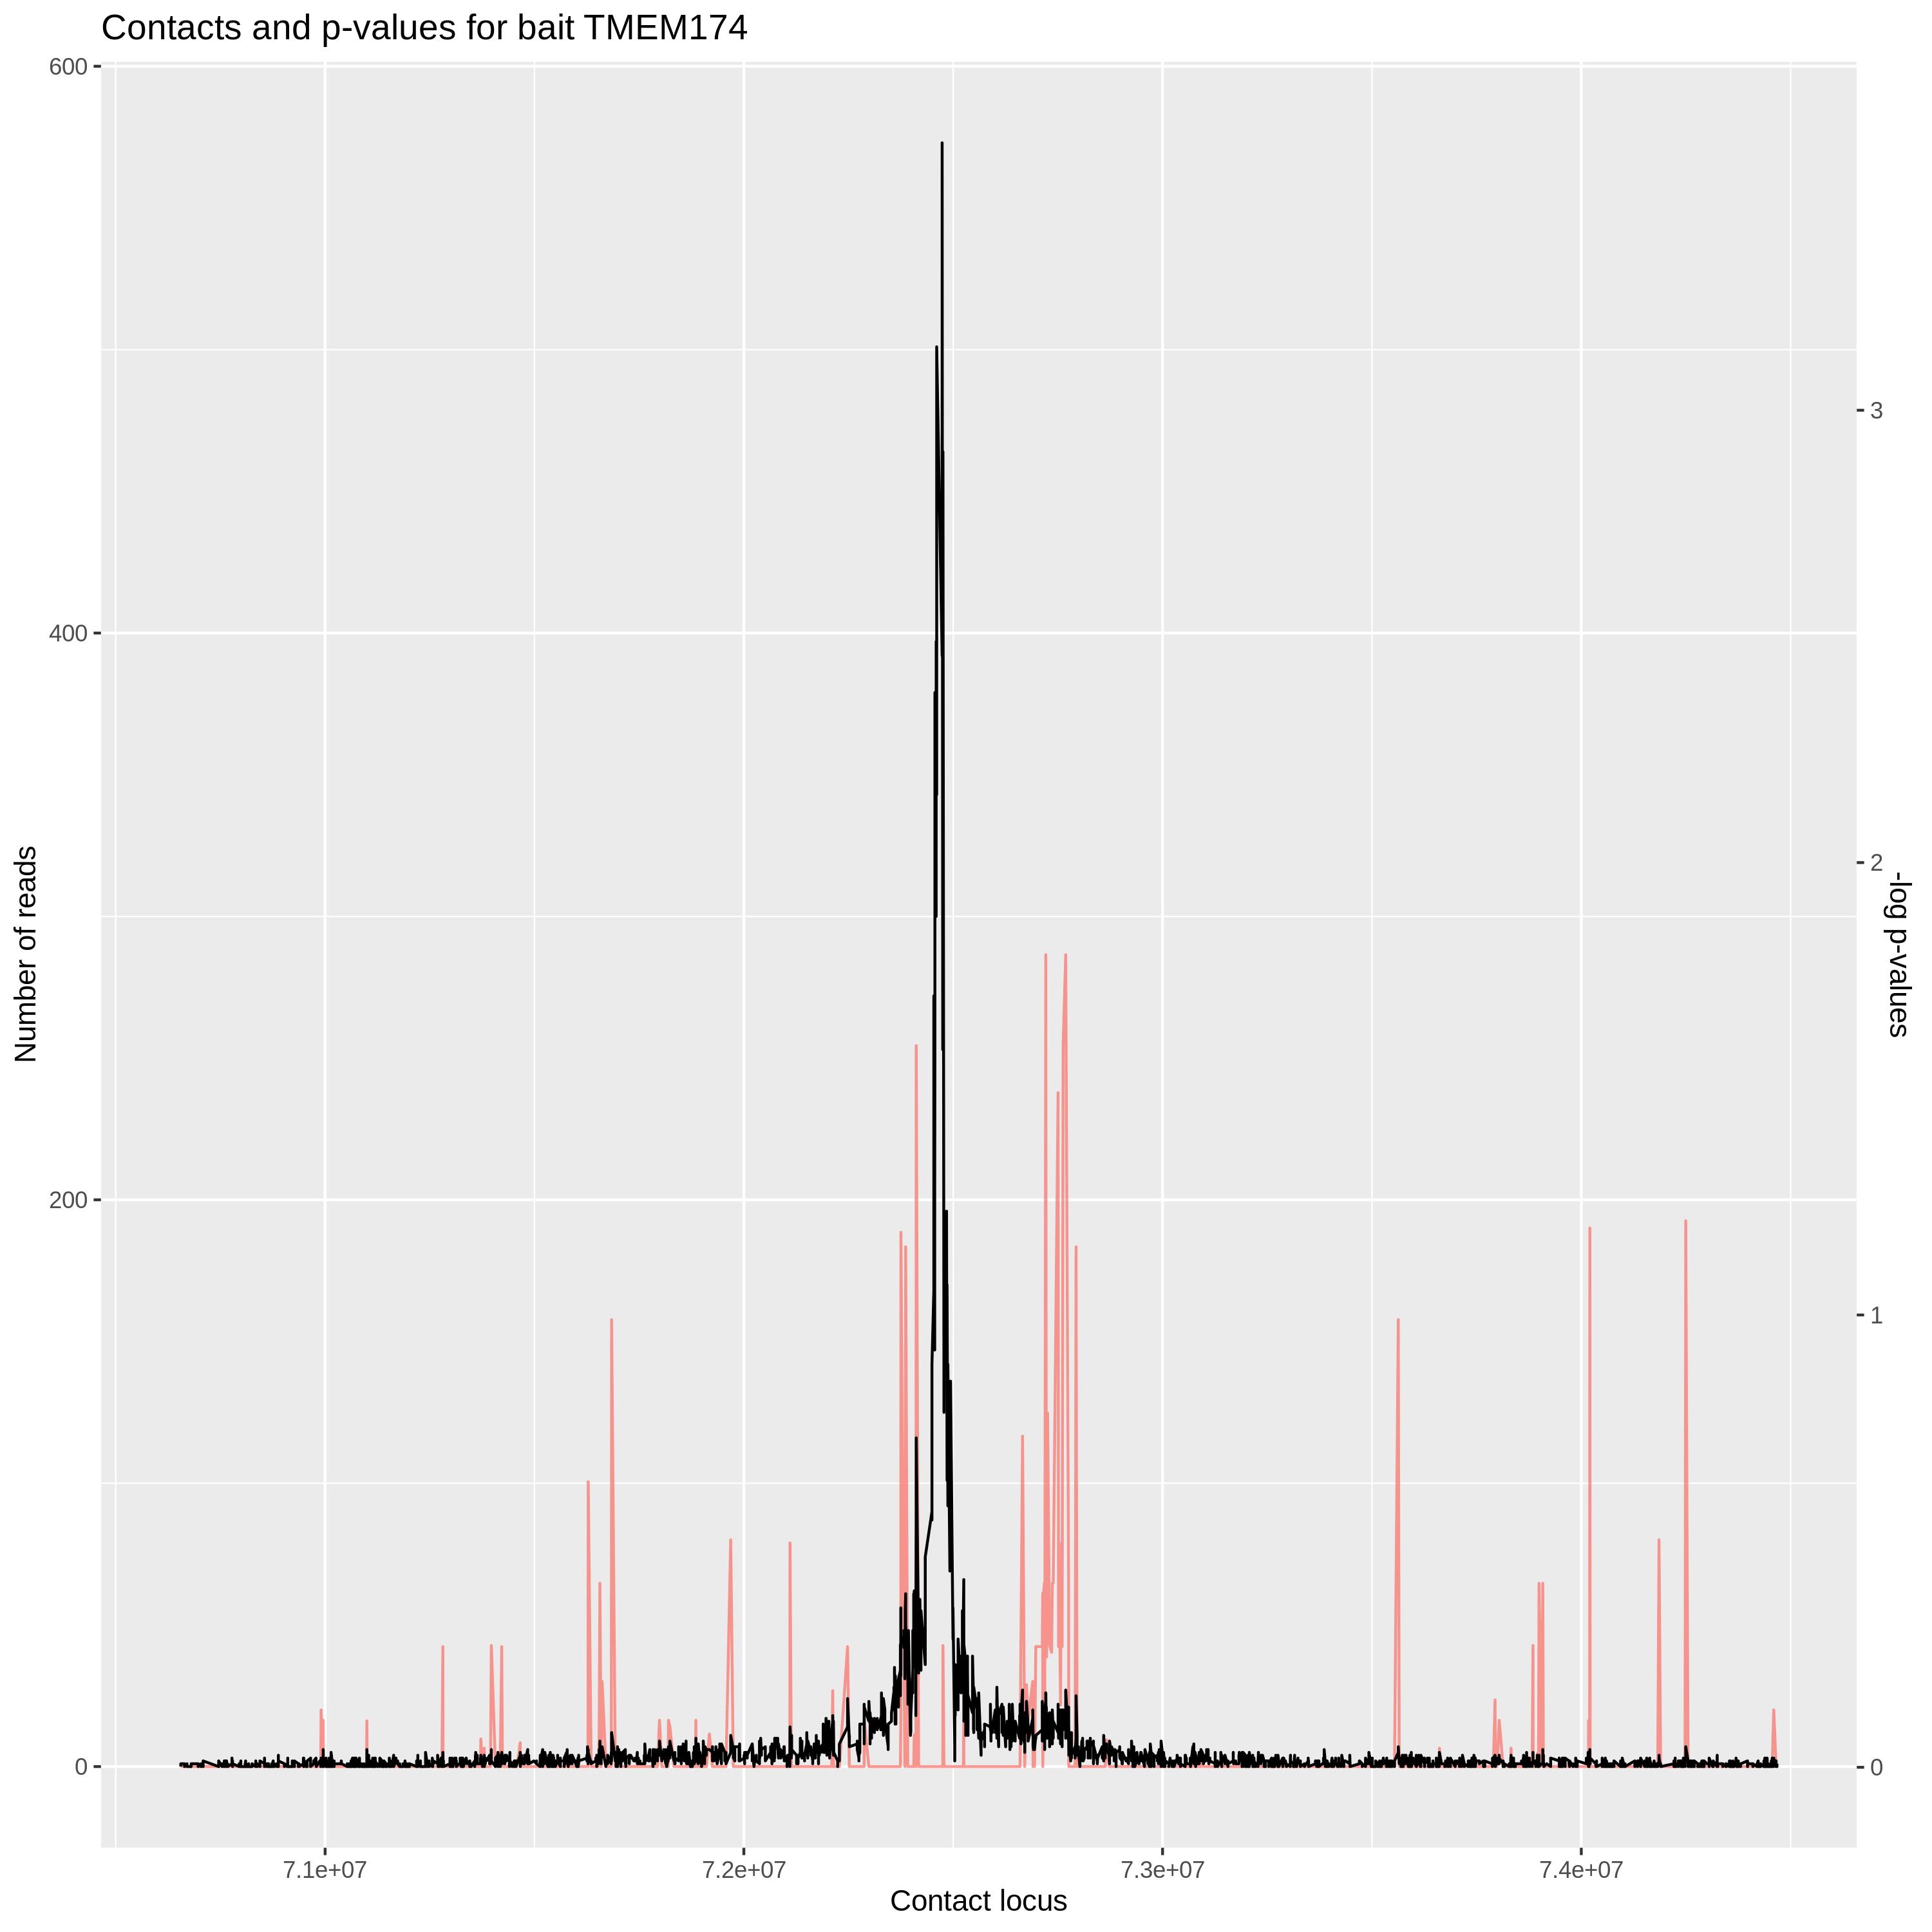 Contacts and p-values for bait TMEM174
600
400
200
0
Number of reads
3
2
1
0
-log p-values
7.1e+07
7.2e+07
7.3e+07
7.4e+07
Contact locus